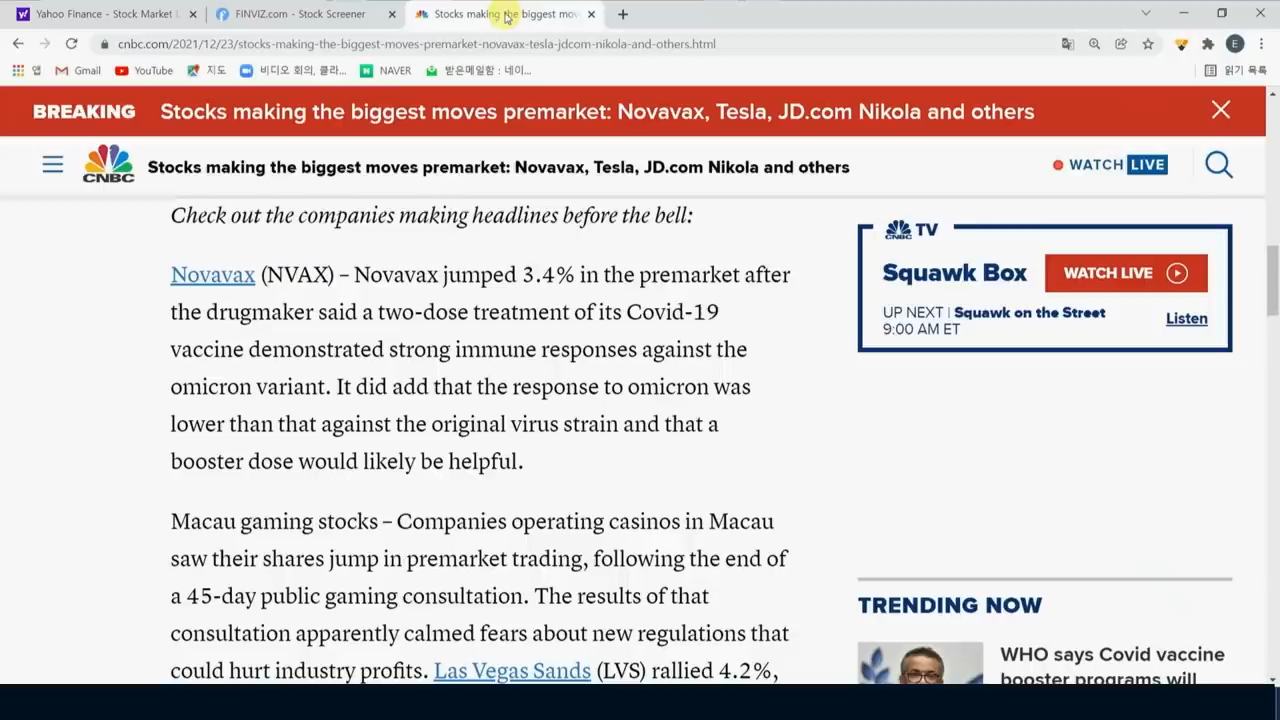 Yahoo Finance - Stock Market
FINVIZ.com - Stock Screener
Stocks making the biggest mov
cnbc.com/2021/12/23/stocks-making-the-biggest-moves-premarket-novavax-tesla-jdcom-nikola-and-others.html
E
앱
Gmail
YouTube
지도
비디오 회의, 클라...
N NAVER
받은메일함 : 네이...
읽기 목록
BREAKING
Stocks making the biggest moves premarket: Novavax, Tesla, JD.com Nikola and others
CNBC
Stocks making the biggest moves premarket: Novavax, Tesla, JD.com Nikola and others
WATCH LIVE
Check out the companies making headlines before the bell:
Novavax (NVAX) – Novavax jumped 3.4% in the premarket after
the drugmaker said a two-dose treatment of its Covid-19
vaccine demonstrated strong immune responses against the
omicron variant. It did add that the response to omicron was
lower than that against the original virus strain and that a
booster dose would likely be helpful.
Macau gaming stocks – Companies operating casinos in Macau
saw their shares jump in premarket trading, following the end of
a 45-day public gaming consultation. The results of that
consultation apparently calmed fears about new regulations that
could hurt industry profits. Las Vegas Sands (LVS) rallied 4.2%,
CNBC TV
Squawk Box
WATCH LIVE
UP NEXT | Squawk on the Street
9:00 AM ET
Listen
TRENDING NOW
WHO says Covid vaccine
booster programs will